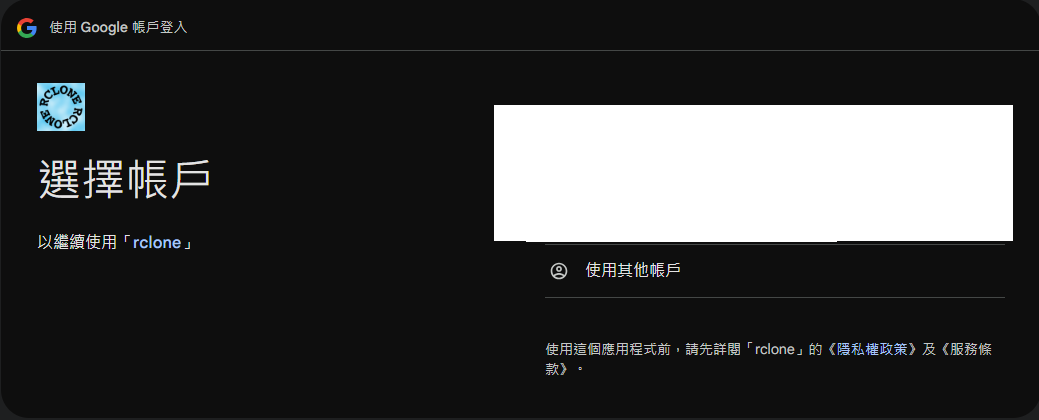 使用 Google 帳戶登入
RCLONE RCLONE
選擇帳戶
以繼續使用「rclone」
使用其他帳戶
使用這個應用程式前，請先詳閱「rclone」的《隱私權政策》及《服務條
款》。